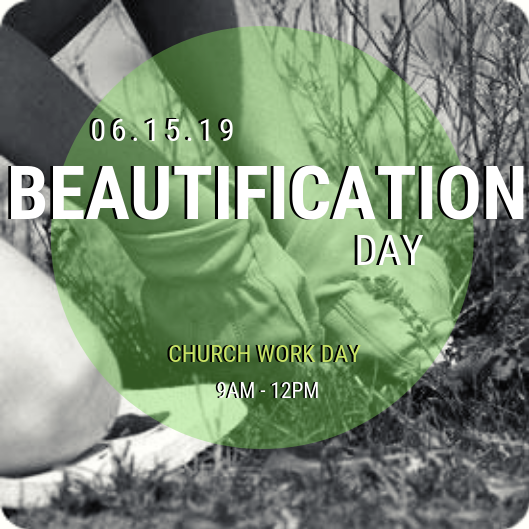 06.15.19
BEAUTIFICATION
DAY
CHURCH WORK DAY
9AM - 12PM